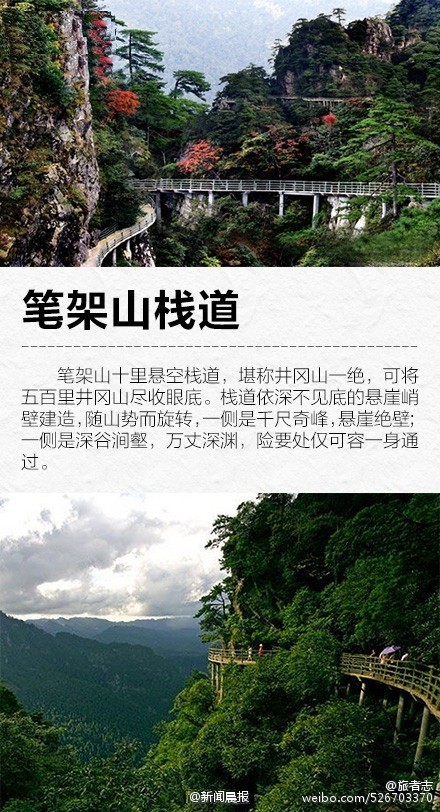 笔架山栈道
笔架山十里悬空栈道，堪称井冈山一绝，可将
五百里井冈山尽收眼底。栈道依深不见底的悬崖峭
壁建造，随山势而旋转，一侧是千尺奇峰，悬崖绝壁；
一侧是深谷涧壑，万丈深渊，险要处仅可容一身通
过。
@旅者志
@新闻晨报
weibo.com/526703370